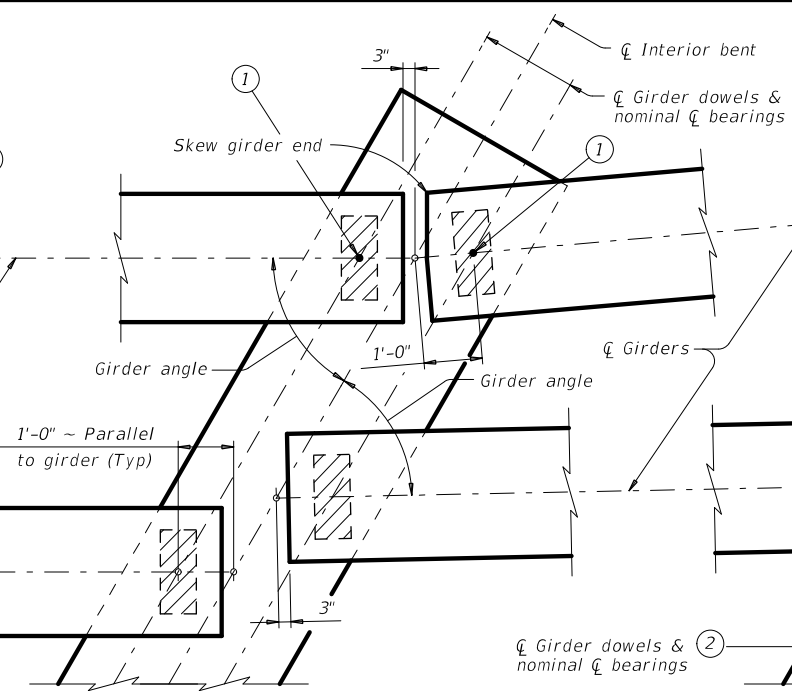 3"
℄ Interior bent
1
℄ Girder dowels &
nominal ℄ bearings
Skew girder end
1
1'-0"
℄ Girders
Girder angle
Girder angle
1'-0" ~ Parallel
to girder (Typ)
3"
℄ Girder dowels & 2
nominal ℄ bearings